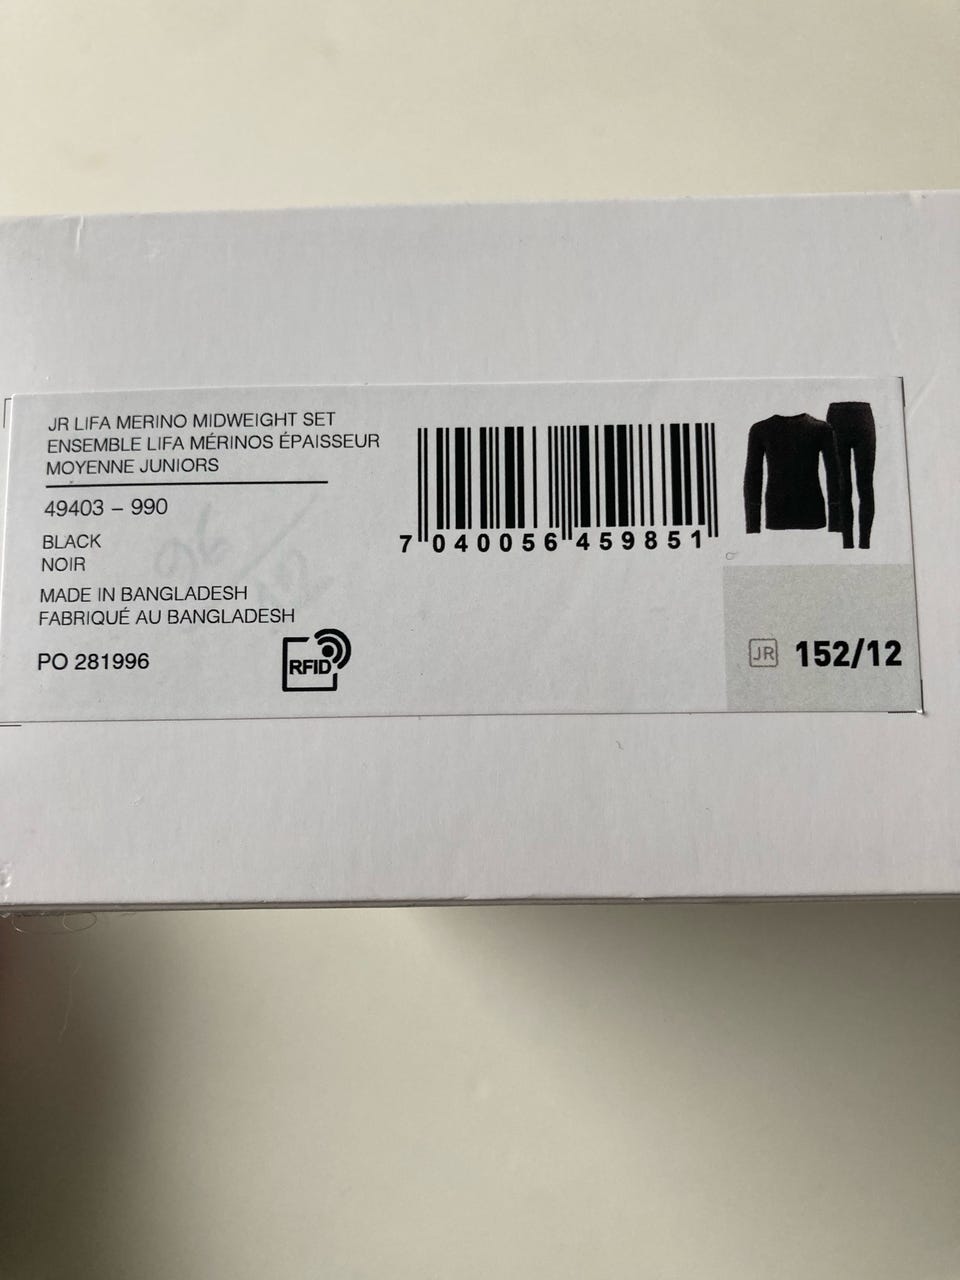 JR LIFA MERINO MIDWEIGHT SET
ENSEMBLE LIFA MÉRINOS ÉPAISSEUR
MOYENNE JUNIORS
49403 – 990
BLACK
NOIR
MADE IN BANGLADESH
FABRIQUÉ AU BANGLADESH
PO 281996
RFID
7 040056 459851
JR 152/12